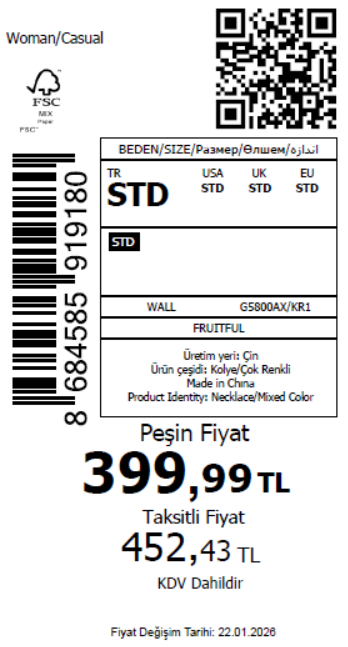 Woman/Casual
FSC
MIX
Paper
FSC™
BEDEN/SIZE/Размер/Өлшем/اندازه
TR USA UK EU
STD STD STD STD
STD
WALL G5800AX/KR1
FRUITFUL
Üretim yeri: Çin
Ürün çeşidi: Kolye/Çok Renkli
Made in China
Product Identity: Necklace/Mixed Color
8 684585 919180
Peşin Fiyat
399,99 TL
Taksitli Fiyat
452,43 TL
KDV Dahildir
Fiyat Değişim Tarihi: 22.01.2026